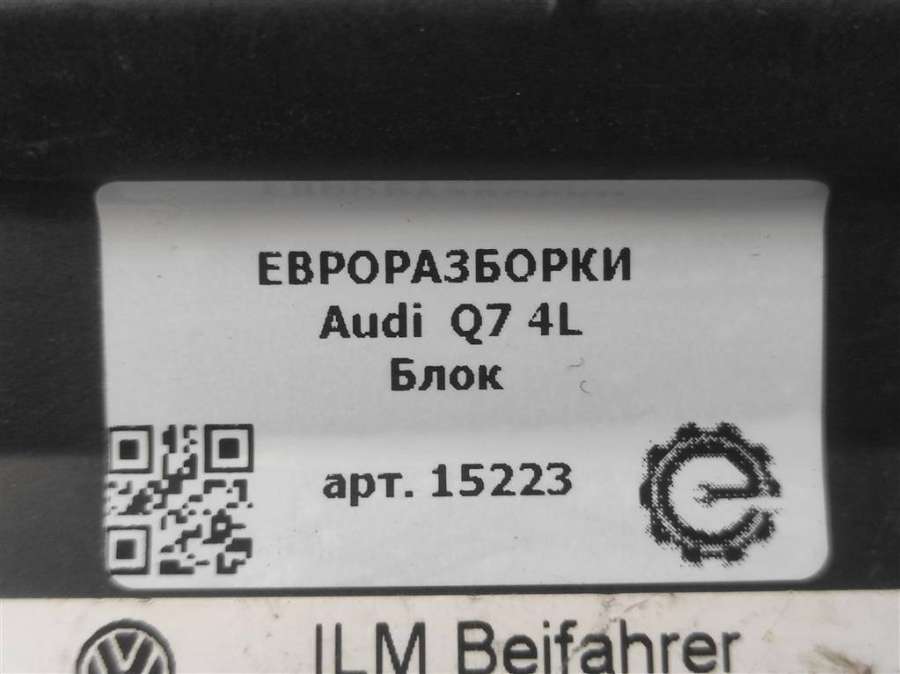 ЕВРОРАЗБОРКИ
Audi Q7 4L
Блок
арт. 15223
ILM Beifahrer